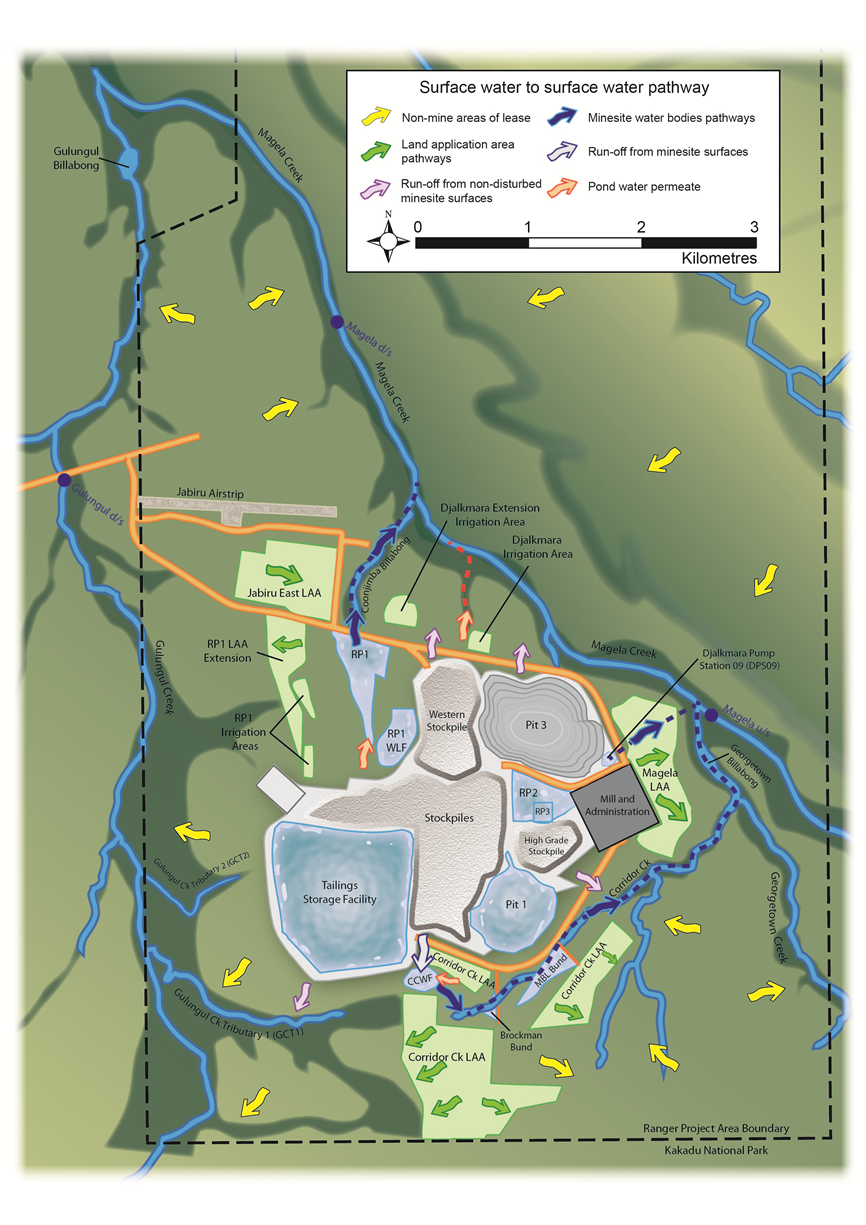 Surface water to surface water pathway
Non-mine areas of lease
Minesite water bodies pathways
Land application area
pathways
Run-off from minesite surfaces
Run-off from non-disturbed
minesite surfaces
Pond water permeate
N
0
1
2
3
Kilometres
Gulungul
Billabong
Magela Creek
Magela d/s
Magela Creek
Gulungul d/s
Jabiru Airstrip
Djalkmara Extension
Irrigation Area
Djalkmara
Irrigation Area
Coonjimba Billabong
Jabiru East LAA
RP1 LAA
Extension
RP1
Irrigation
Areas
RP1
RP1
WLF
Gulungul Creek
Western
Stockpile
Pit 3
Magela Creek
Djalkmara Pump
Station 09 (DPS09)
Magela u/s
Georgetown
Billabong
Magela
LAA
RP2
RP3
Mill and
Administration
Stockpiles
High Grade
Stockpile
Tailings
Storage Facility
Pit 1
Corridor Ck
Georgetown Creek
Gulungul Ck Tributary 2 (GCT2)
Gulungul Ck Tributary 1 (GCT1)
CCWF
Corridor Ck LAA
MBL Bund
Corridor Ck LAA
Brockman
Bund
Corridor Ck LAA
Ranger Project Area Boundary
Kakadu National Park